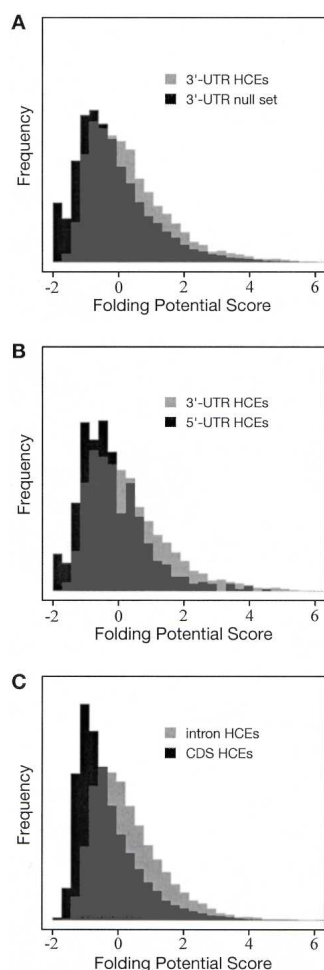 A
3'-UTR HCEs
3'-UTR null set
Frequency
-2 0 2 4 6
Folding Potential Score
B
3'-UTR HCEs
5'-UTR HCEs
Frequency
-2 0 2 4 6
Folding Potential Score
C
intron HCEs
CDS HCEs
Frequency
-2 0 2 4 6
Folding Potential Score